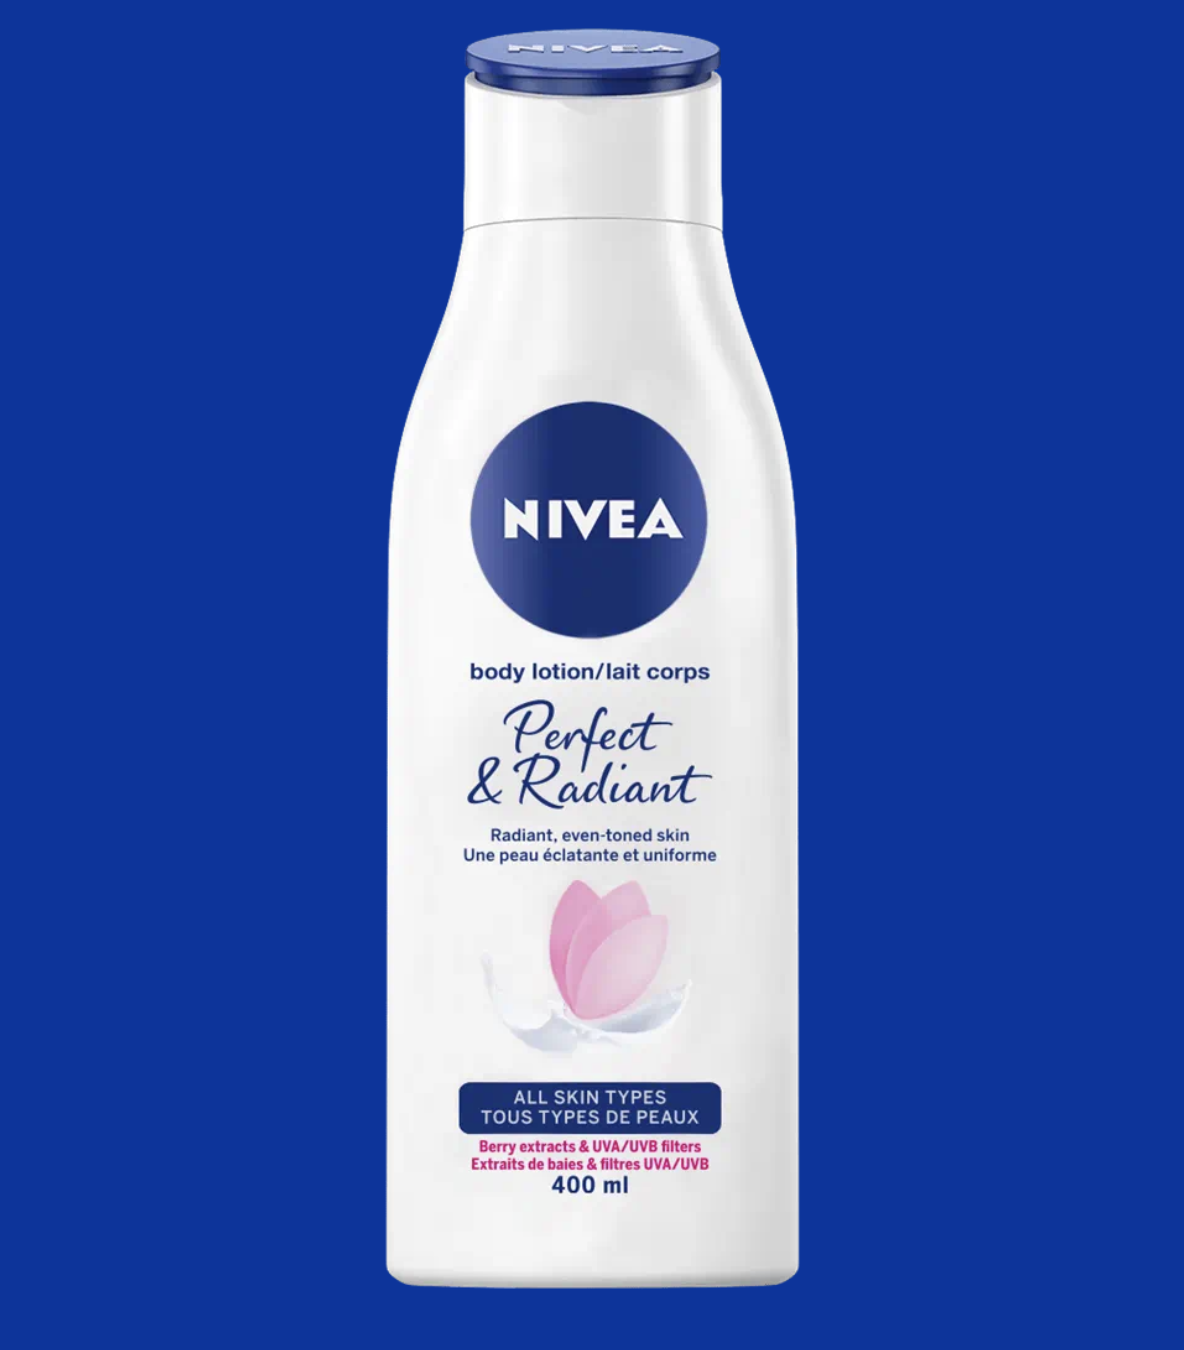 NIVEA
NIVEA
body lotion/lait corps
Perfect
& Radiant
Radiant, even-toned skin
Une peau éclatante et uniforme
ALL SKIN TYPES
TOUS TYPES DE PEAUX
Berry extracts & UVA/UVB filters
Extraits de baies & filtres UVA/UVB
400 ml